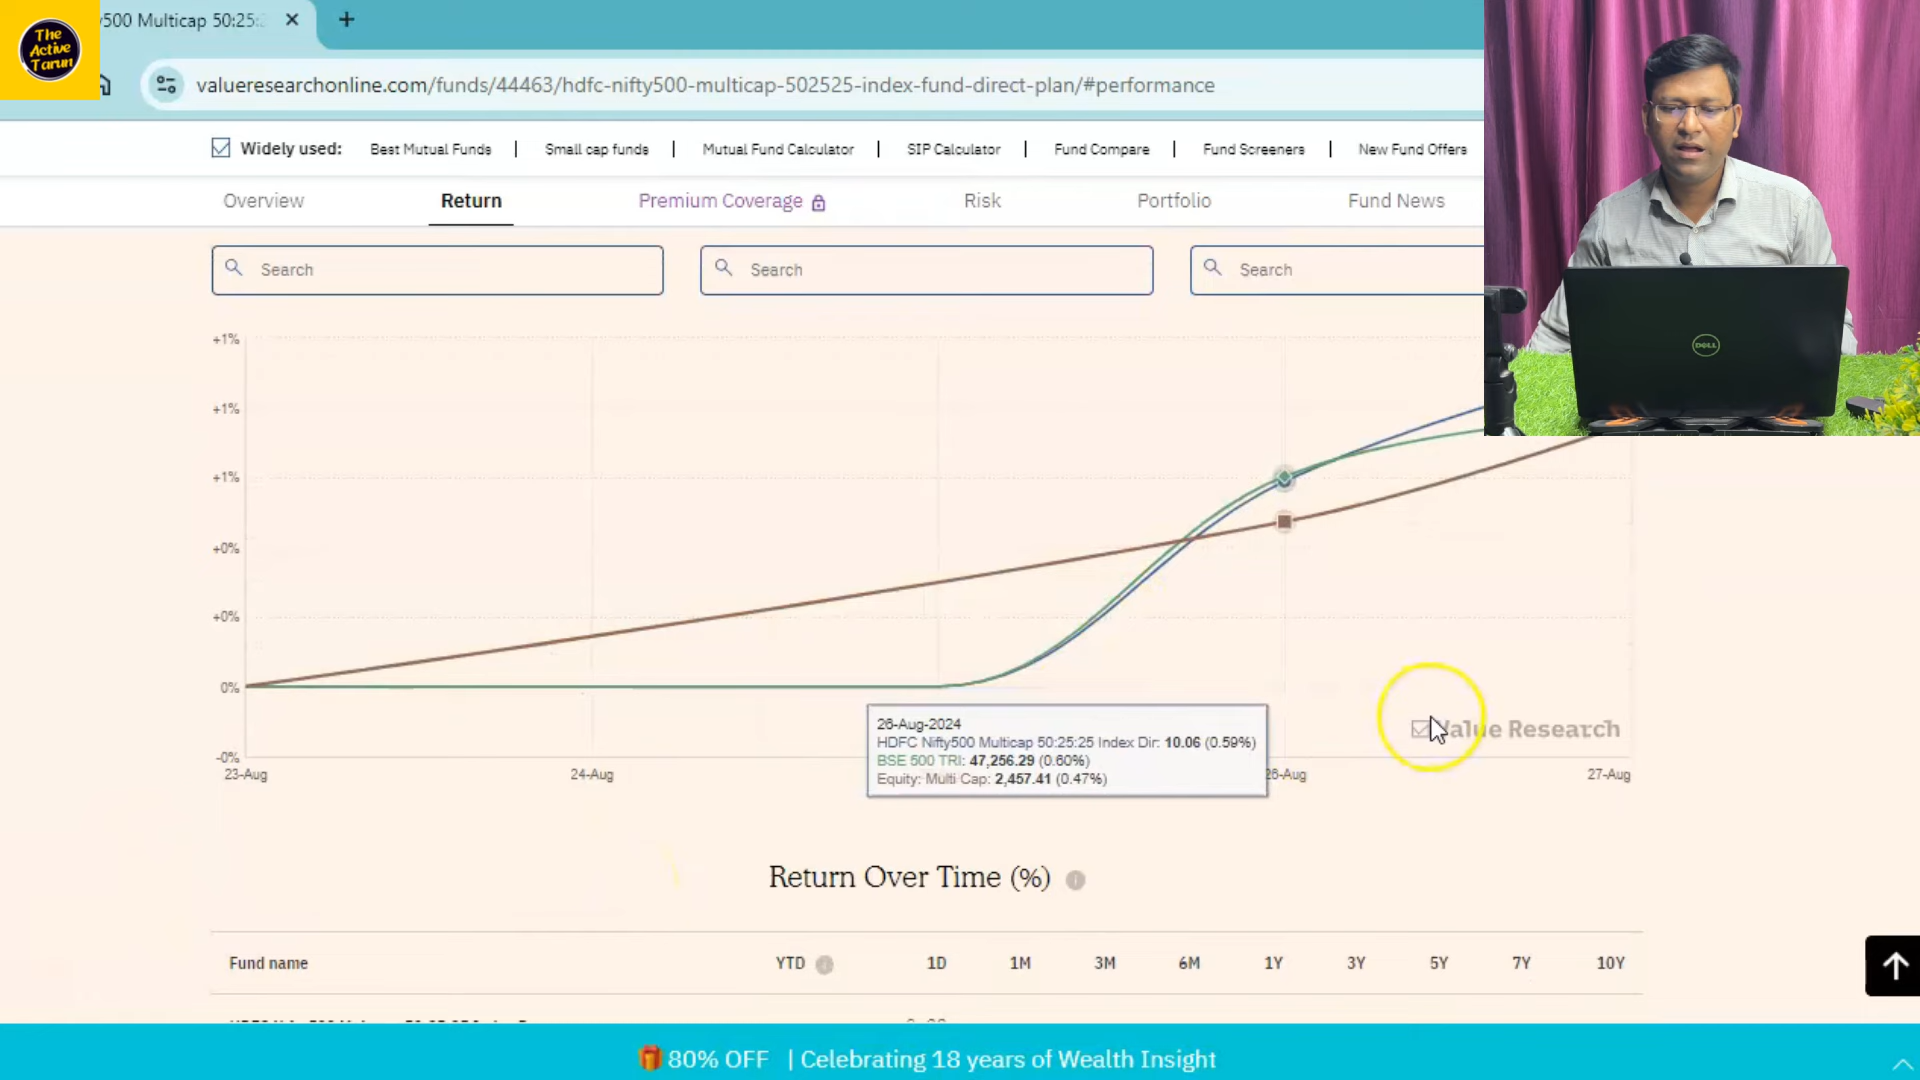 The
Active
Tarun
500 Multicap 50:25:
valueresearchonline.com/funds/44463/hdfc-nifty500-multicap-502525-index-fund-direct-plan/#performance
Widely used: Best Mutual Funds | Small cap funds | Mutual Fund Calculator | SIP Calculator | Fund Compare | Fund Screeners | New Fund Offers
Overview Return Premium Coverage Risk Portfolio Fund News
Search Search Search
DELL
+1%
+1%
+1%
+0%
+0%
0%
-0%
26-Aug-2024
HDFC Nifty500 Multicap 50:25:25 Index Dir: 10.06 (0.59%)
BSE 500 TRI: 47,256.29 (0.60%)
Equity: Multi Cap: 2,457.41 (0.47%)
Value Research
23-Aug 24-Aug 26-Aug 27-Aug
Return Over Time (%)
Fund name YTD 1D 1M 3M 6M 1Y 3Y 5Y 7Y 10Y
80% OFF | Celebrating 18 years of Wealth Insight